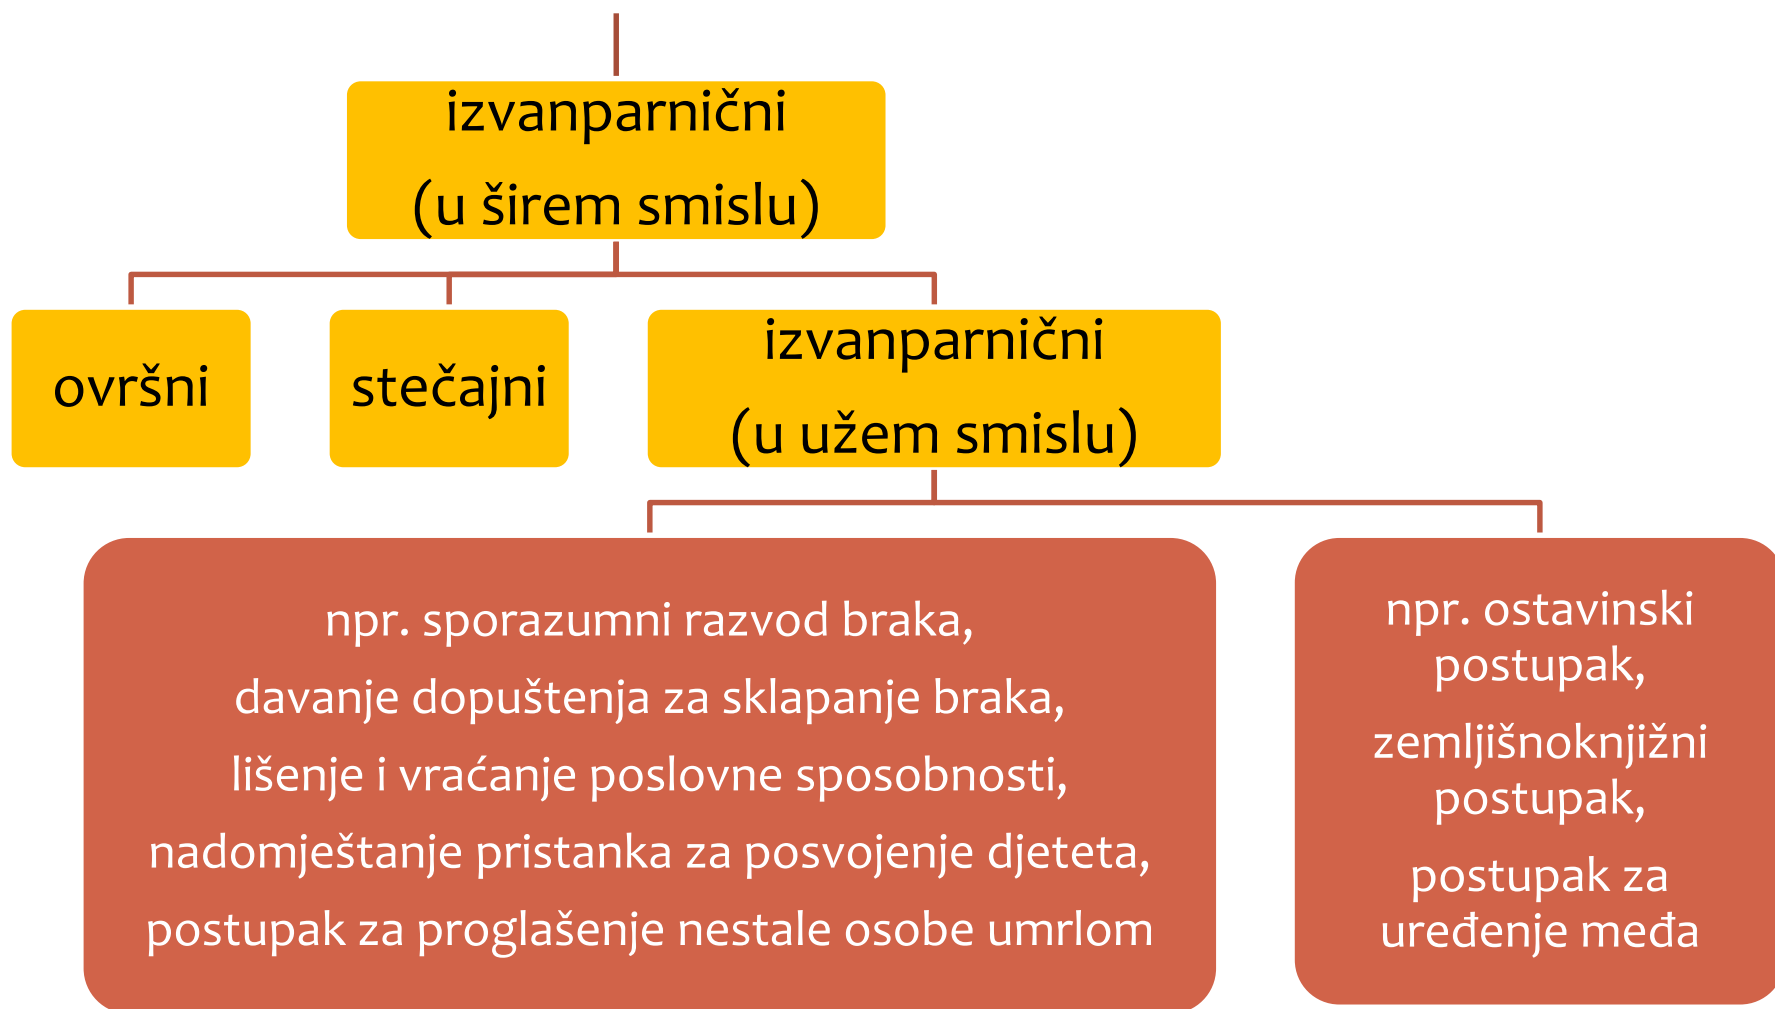 izvanparnični
(u širem smislu)
ovršni
stečajni
izvanparnični
(u užem smislu)
npr. sporazumni razvod braka,
davanje dopuštenja za sklapanje braka,
lišenje i vraćanje poslovne sposobnosti,
nadomještanje pristanka za posvojenje djeteta,
postupak za proglašenje nestale osobe umrlom
npr. ostavinski
postupak,
zemljišnoknjižni
postupak,
postupak za
uređenje međa